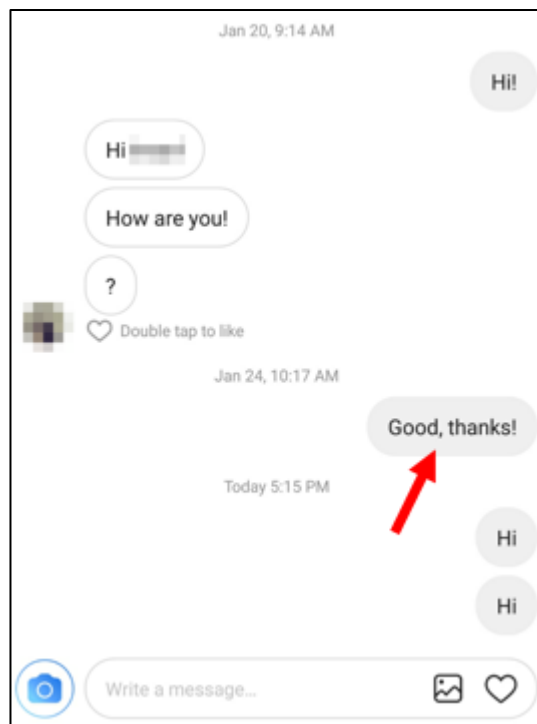 Jan 20, 9:14 AM
Hi!
Hi
How are you!
?
Double tap to like
Jan 24, 10:17 AM
Good, thanks!
Today 5:15 PM
Hi
Hi
Write a message...